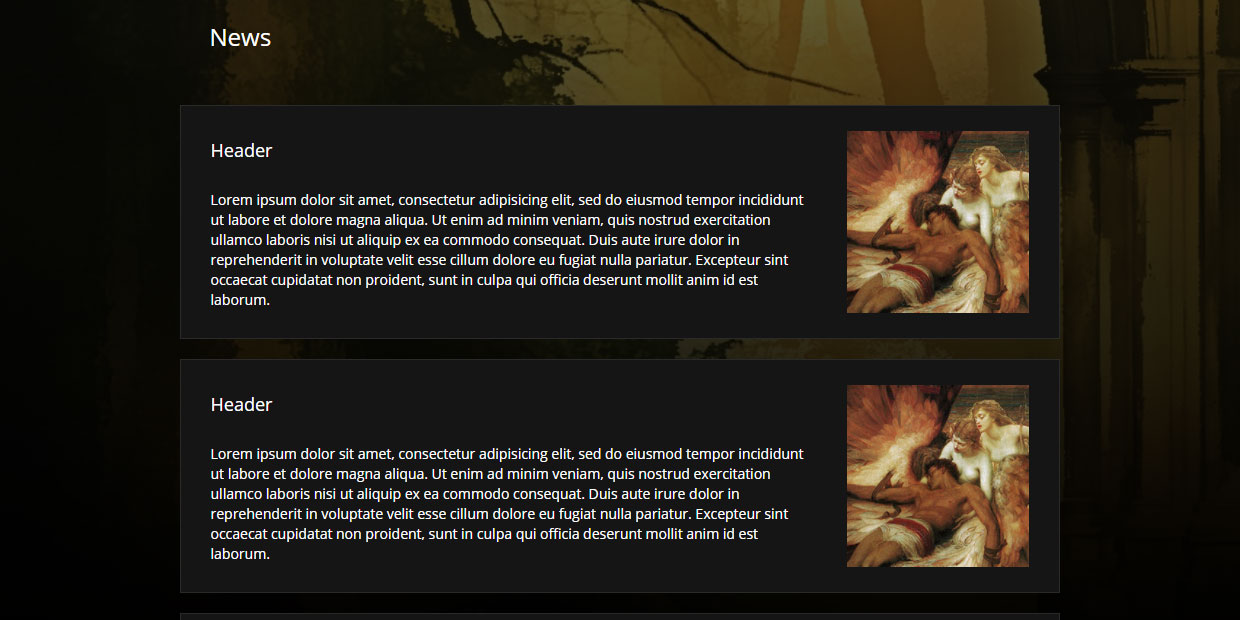 News
Header
Lorem ipsum dolor sit amet, consectetur adipisicing elit, sed do eiusmod tempor incididunt
ut labore et dolore magna aliqua. Ut enim ad minim veniam, quis nostrud exercitation
ullamco laboris nisi ut aliquip ex ea commodo consequat. Duis aute irure dolor in
reprehenderit in voluptate velit esse cillum dolore eu fugiat nulla pariatur. Excepteur sint
occaecat cupidatat non proident, sunt in culpa qui officia deserunt mollit anim id est
laborum.
Header
Lorem ipsum dolor sit amet, consectetur adipisicing elit, sed do eiusmod tempor incididunt
ut labore et dolore magna aliqua. Ut enim ad minim veniam, quis nostrud exercitation
ullamco laboris nisi ut aliquip ex ea commodo consequat. Duis aute irure dolor in
reprehenderit in voluptate velit esse cillum dolore eu fugiat nulla pariatur. Excepteur sint
occaecat cupidatat non proident, sunt in culpa qui officia deserunt mollit anim id est
laborum.